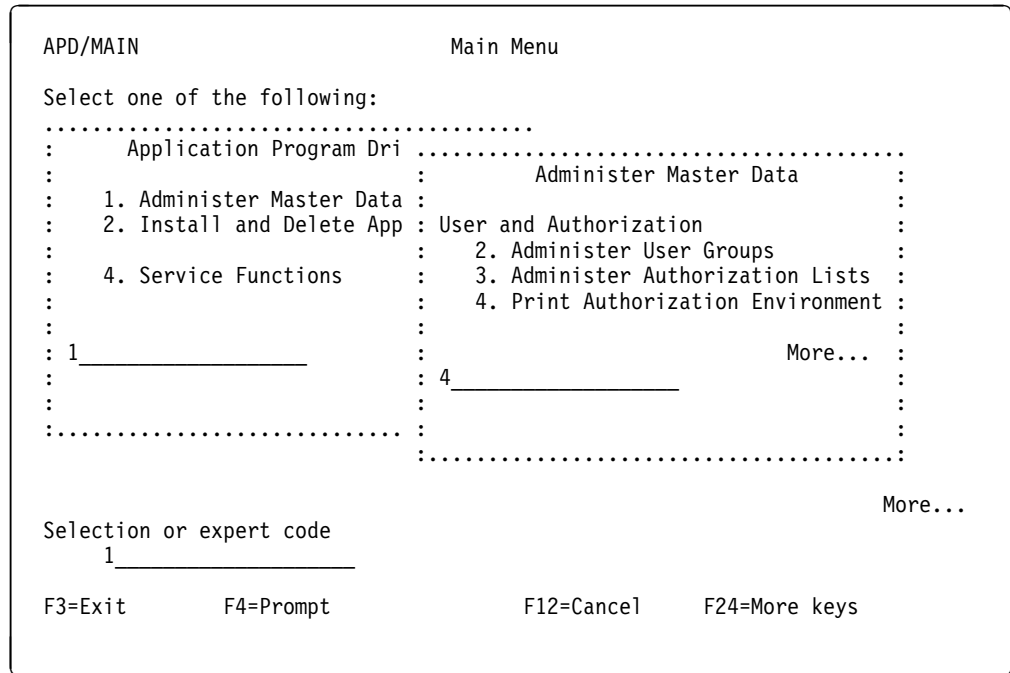 APD/MAIN                          Main Menu
Select one of the following:
.........................................
:      Application Program Dri .........................................
:                              :         Administer Master Data        :
:    1. Administer Master Data :                                       :
:    2. Install and Delete App : User and Authorization                :
:                              :    2. Administer User Groups          :
:    4. Service Functions      :    3. Administer Authorization Lists  :
:                              :    4. Print Authorization Environment :
:                              :                                       :
: 1___________________         :                              More...  :
:                              : 4___________________                  :
:                              :                                       :
:............................. :                                       :
                               :.......................................:
                                                                      More...
Selection or expert code
     1____________________
F3=Exit        F4=Prompt                F12=Cancel     F24=More keys